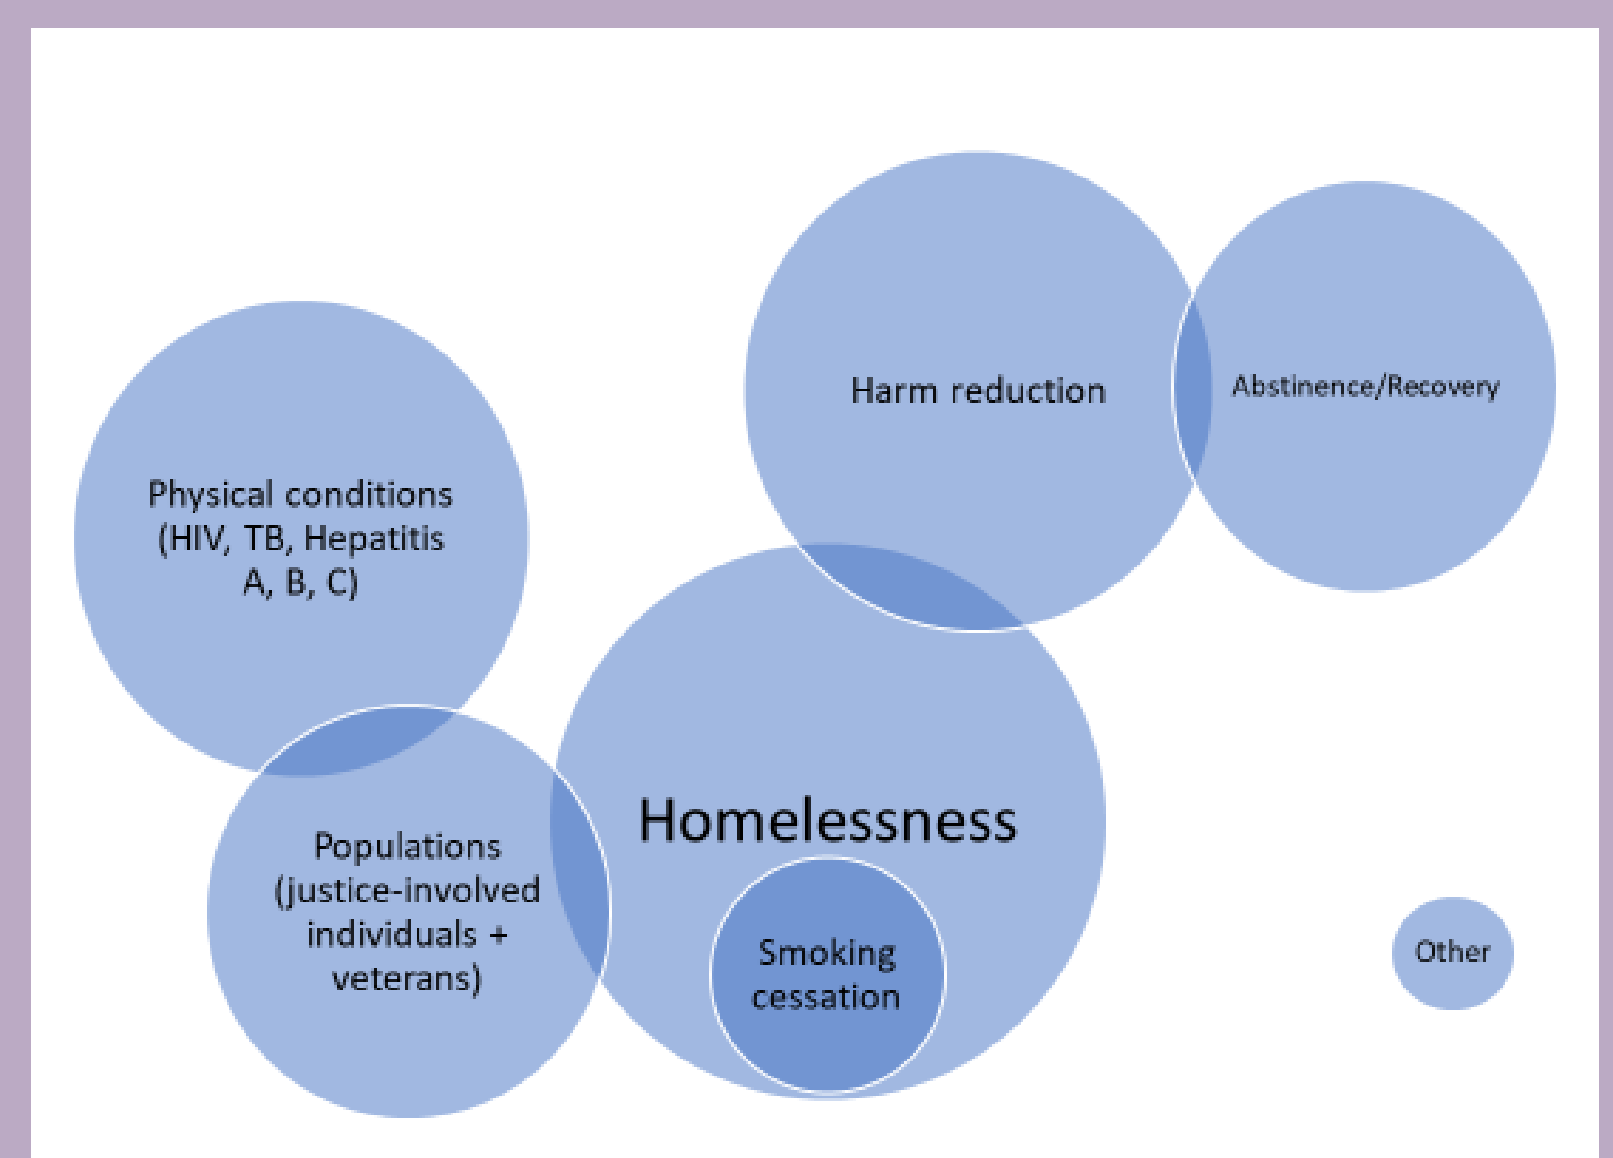 Harm reduction
Abstinence/Recovery
Physical conditions
(HIV, TB, Hepatitis
A, B, C)
Homelessness
Populations
(justice-involved
individuals +
veterans)
Smoking
cessation
Other